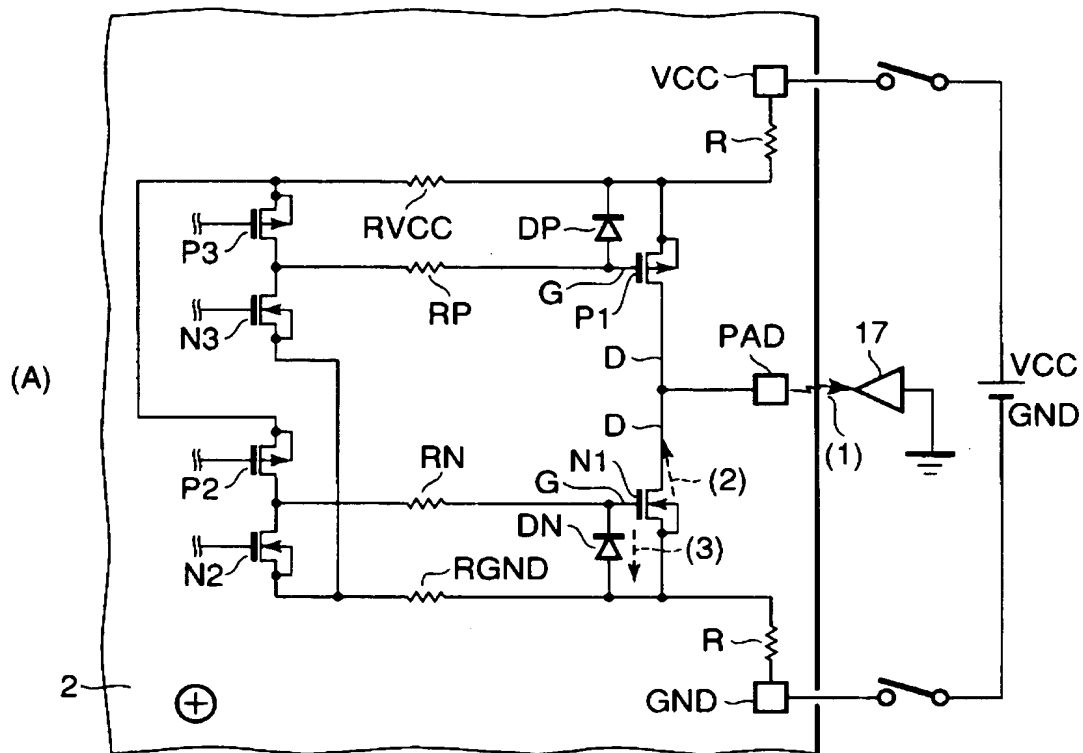 VCC
R
RVCC
DP
P3
G
P1
RP
N3
PAD
17
(A)
D
VCC
GND
D
(1)
RN
N1
(2)
P2
G
DN
(3)
N2
RGND
R
2
GND